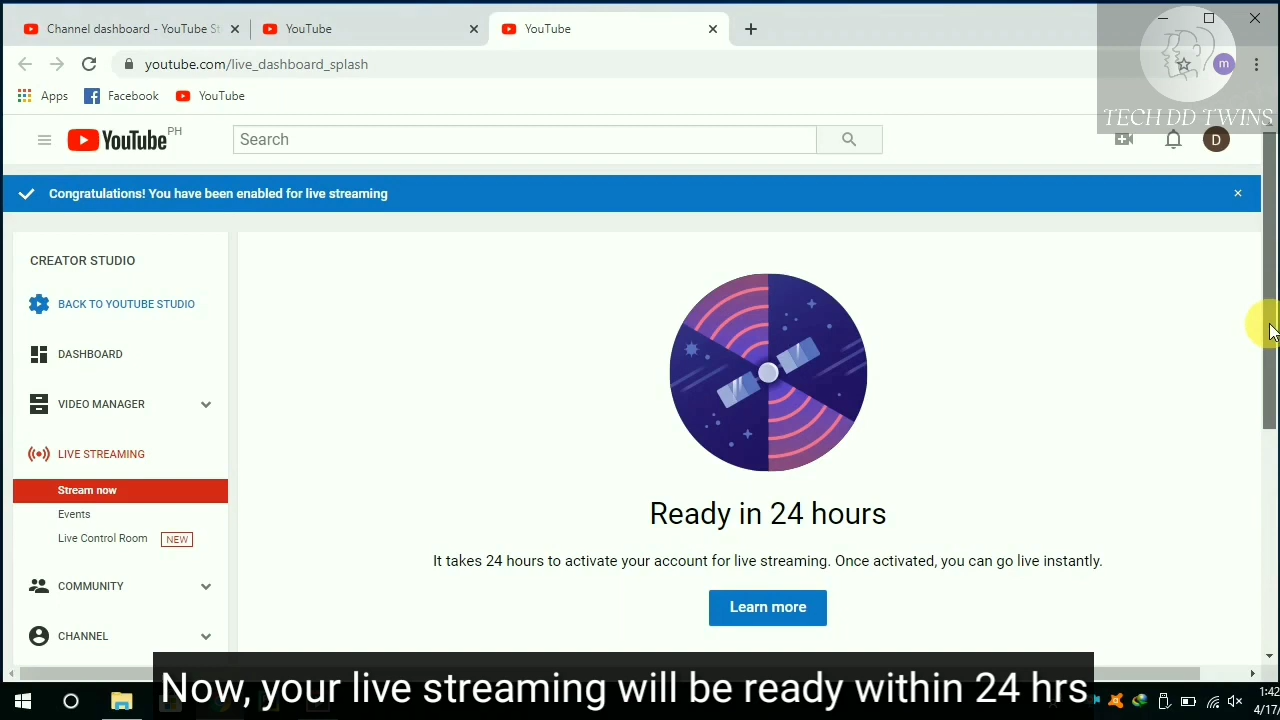 Channel dashboard - YouTube St
YouTube
YouTube
youtube.com/live_dashboard_splash
m
Apps
Facebook
YouTube
TECH DD TWINS
YouTube PH
Search
D
Congratulations! You have been enabled for live streaming
CREATOR STUDIO
BACK TO YOUTUBE STUDIO
DASHBOARD
VIDEO MANAGER
LIVE STREAMING
Stream now
Events
Live Control Room NEW
COMMUNITY
CHANNEL
Ready in 24 hours
It takes 24 hours to activate your account for live streaming. Once activated, you can go live instantly.
Learn more
Now, your live streaming will be ready within 24 hrs
1:42
4/17/